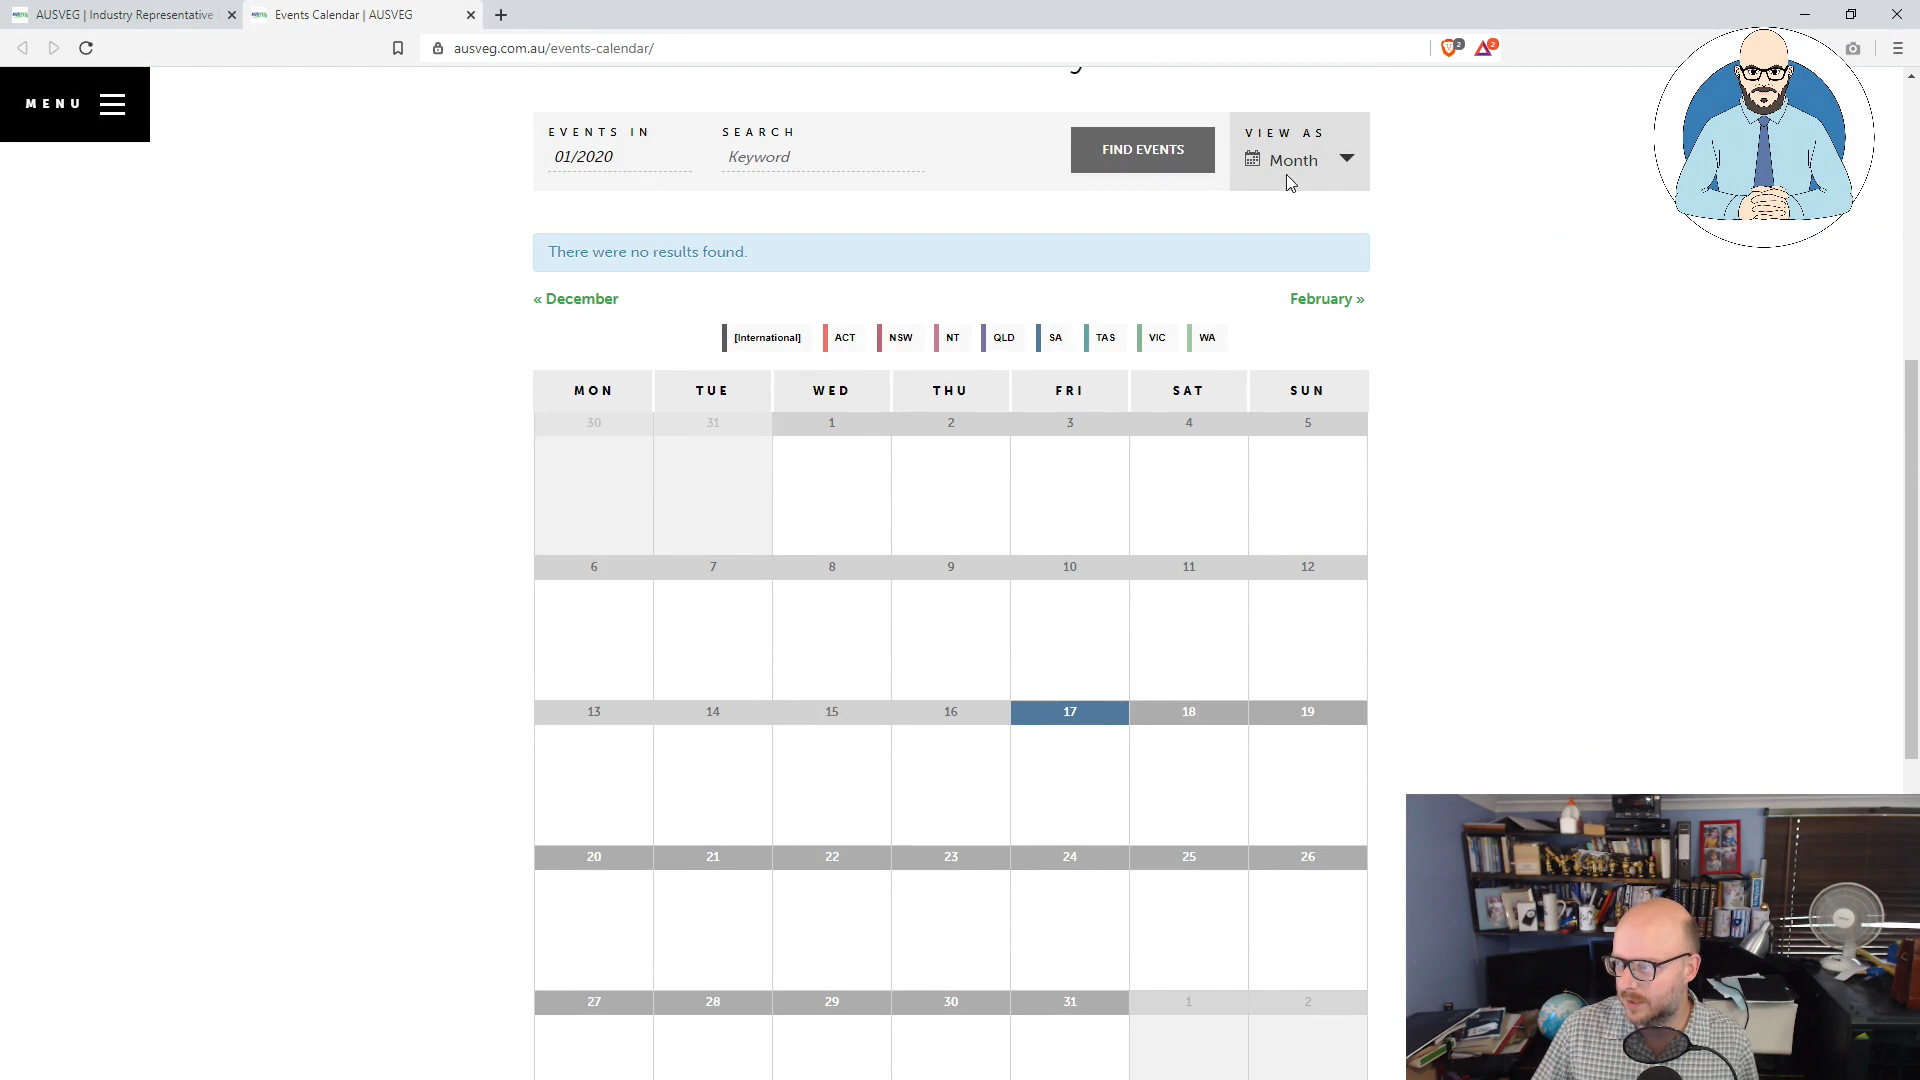 AUSVEG | Industry Representative
Events Calendar | AUSVEG
ausveg.com.au/events-calendar/
2
2
MENU
EVENTS IN
SEARCH
01/2020
Keyword
FIND EVENTS
VIEW AS
Month
There were no results found.
« December
February »
[International] ACT NSW NT QLD SA TAS VIC WA
MON TUE WED THU FRI SAT SUN
30 31 1 2 3 4 5
6 7 8 9 10 11 12
13 14 15 16 17 18 19
20 21 22 23 24 25 26
27 28 29 30 31 1 2